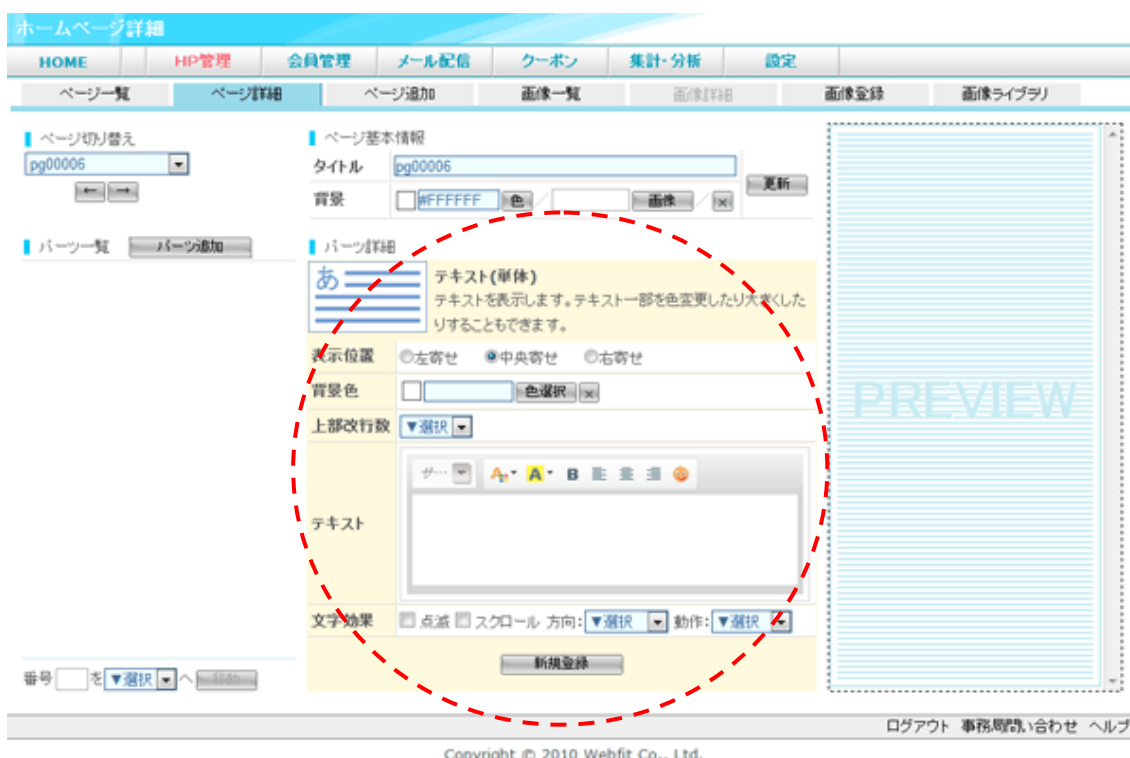 ホームページ詳細
HOME HP管理 会員管理 メール配信 クーポン 集計・分析 設定
ページ一覧 ページ詳細 ページ追加 画像一覧 画像詳細 画像登録 画像ライブラリ
ページ切り替え
pg00006
← →
パーツ一覧 パーツ追加
番号 を ▼選択 へ 移動
ページ基本情報
タイトル pg00006
背景 #FFFFFF 色 / 画像 / ×
更新
パーツ詳細
あ
テキスト(単体)
テキストを表示します。テキスト一部を色変更したり大きくした
りすることもできます。
表示位置 左寄せ 中央寄せ 右寄せ
背景色 色選択 ×
上部改行数 ▼選択
サ… A A B
テキスト
文字効果 点滅 スクロール 方向:▼選択 動作:▼選択
新規登録
PREVIEW
ログアウト 事務局問い合わせ ヘルプ
Copyright © 2010 Webfit Co., Ltd.